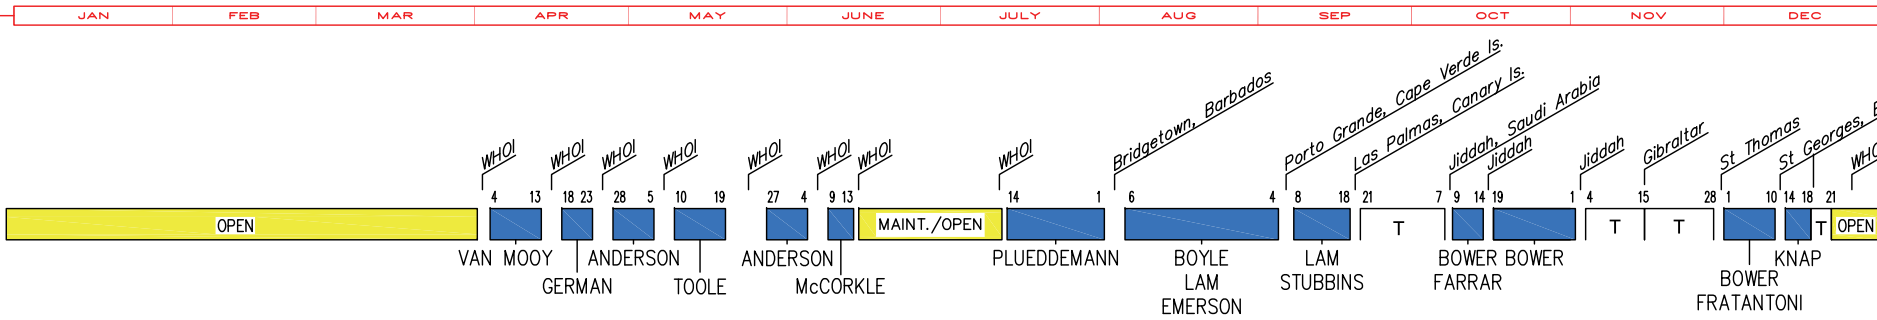 JAN FEB MAR APR MAY JUNE JULY AUG SEP OCT NOV DEC
WHOI WHOI WHOI WHOI WHOI WHOI WHOI WHOI Bridgetown, Barbados Porto Grande, Cape Verde Is. Las Palmas, Canary Is. Jiddah, Saudi Arabia Jiddah Jiddah Gibraltar St Thomas St Georges,
4 13 18 23 28 5 10 19 27 4 9 13 14 1 6 4 8 18 21 7 9 14 19 1 4 15 28 1 10 14 18 21
OPEN MAINT./OPEN T T T T OPEN
VAN MOOY ANDERSON ANDERSON PLUEDDEMANN BOYLE LAM BOWER BOWER KNAP
GERMAN TOOLE McCORKLE LAM STUBBINS FARRAR BOWER
EMERSON FRATANTONI